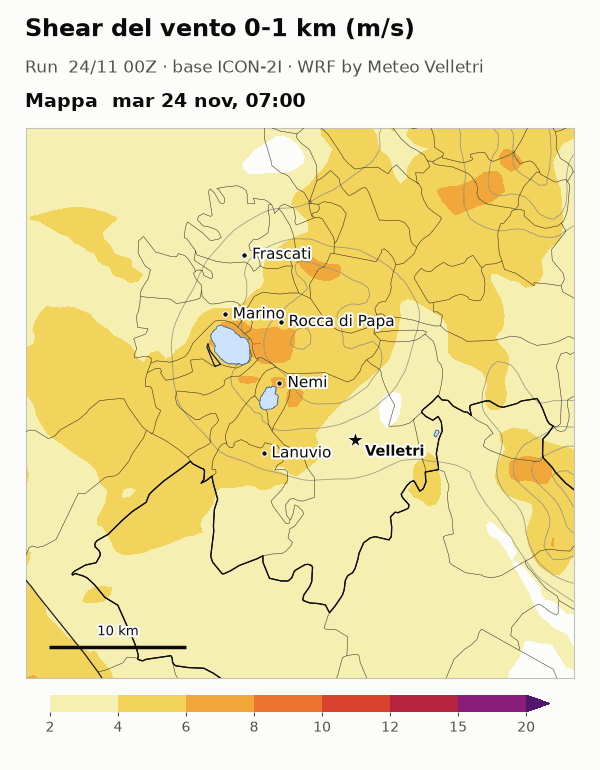 Shear del vento 0-1 km (m/s)
Run  24/11 00Z · base ICON-2I · WRF by Meteo Velletri
Mappa  mar 24 nov, 07:00
Frascati
Marino
Rocca di Papa
Nemi
Velletri
Lanuvio
10 km
2 4 6 8 10 12 15 20